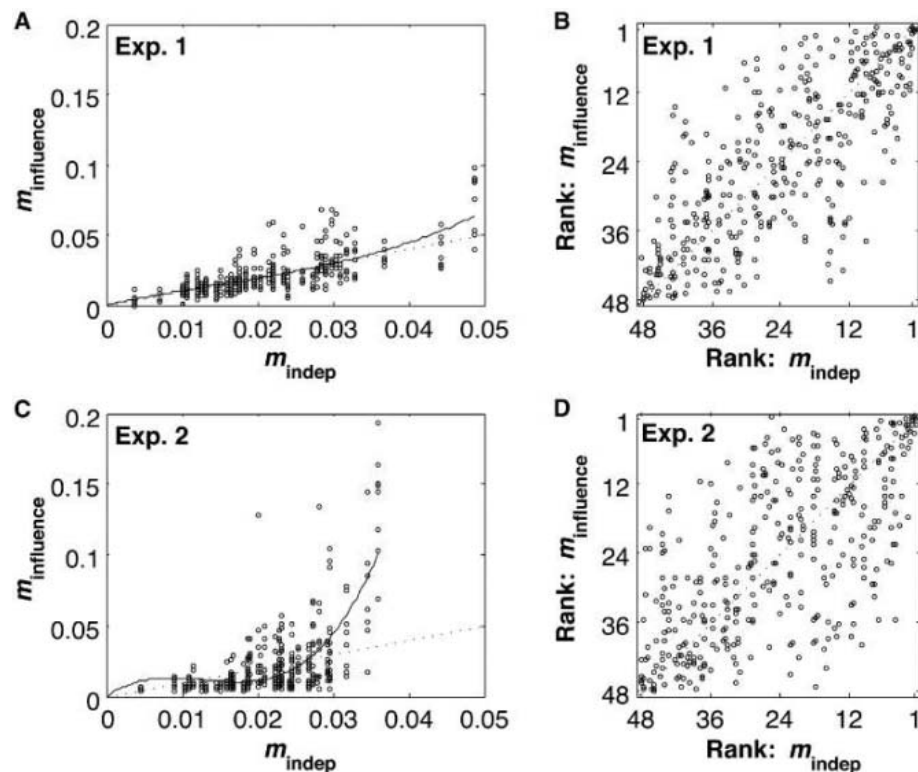 A
Exp. 1
0.2
0.15
0.1
0.05
0
m_influence
0 0.01 0.02 0.03 0.04 0.05
m_indep
B
Exp. 1
1
12
24
36
48
Rank: m_influence
48 36 24 12 1
Rank: m_indep
C
Exp. 2
0.2
0.15
0.1
0.05
0
m_influence
0 0.01 0.02 0.03 0.04 0.05
m_indep
D
Exp. 2
1
12
24
36
48
Rank: m_influence
48 36 24 12 1
Rank: m_indep